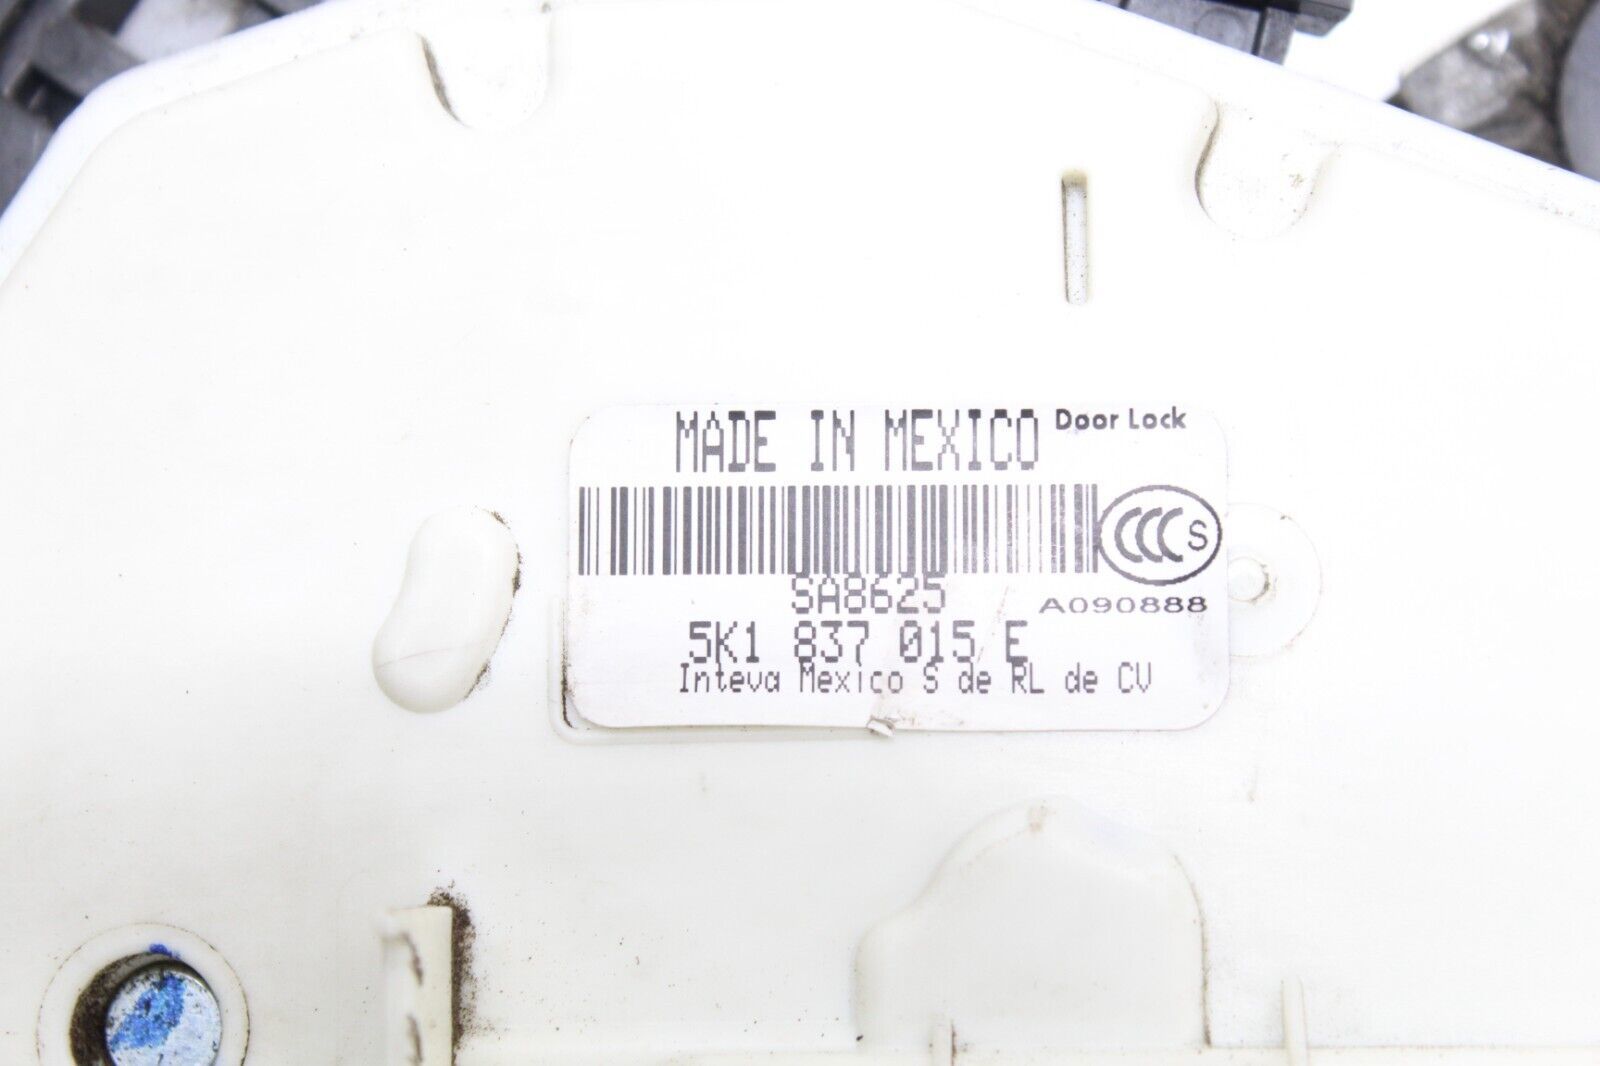 MADE IN MEXICO Door Lock
CCC S
SA8625
A090888
5K1 837 015 E
Inteva Mexico S de RL de CV